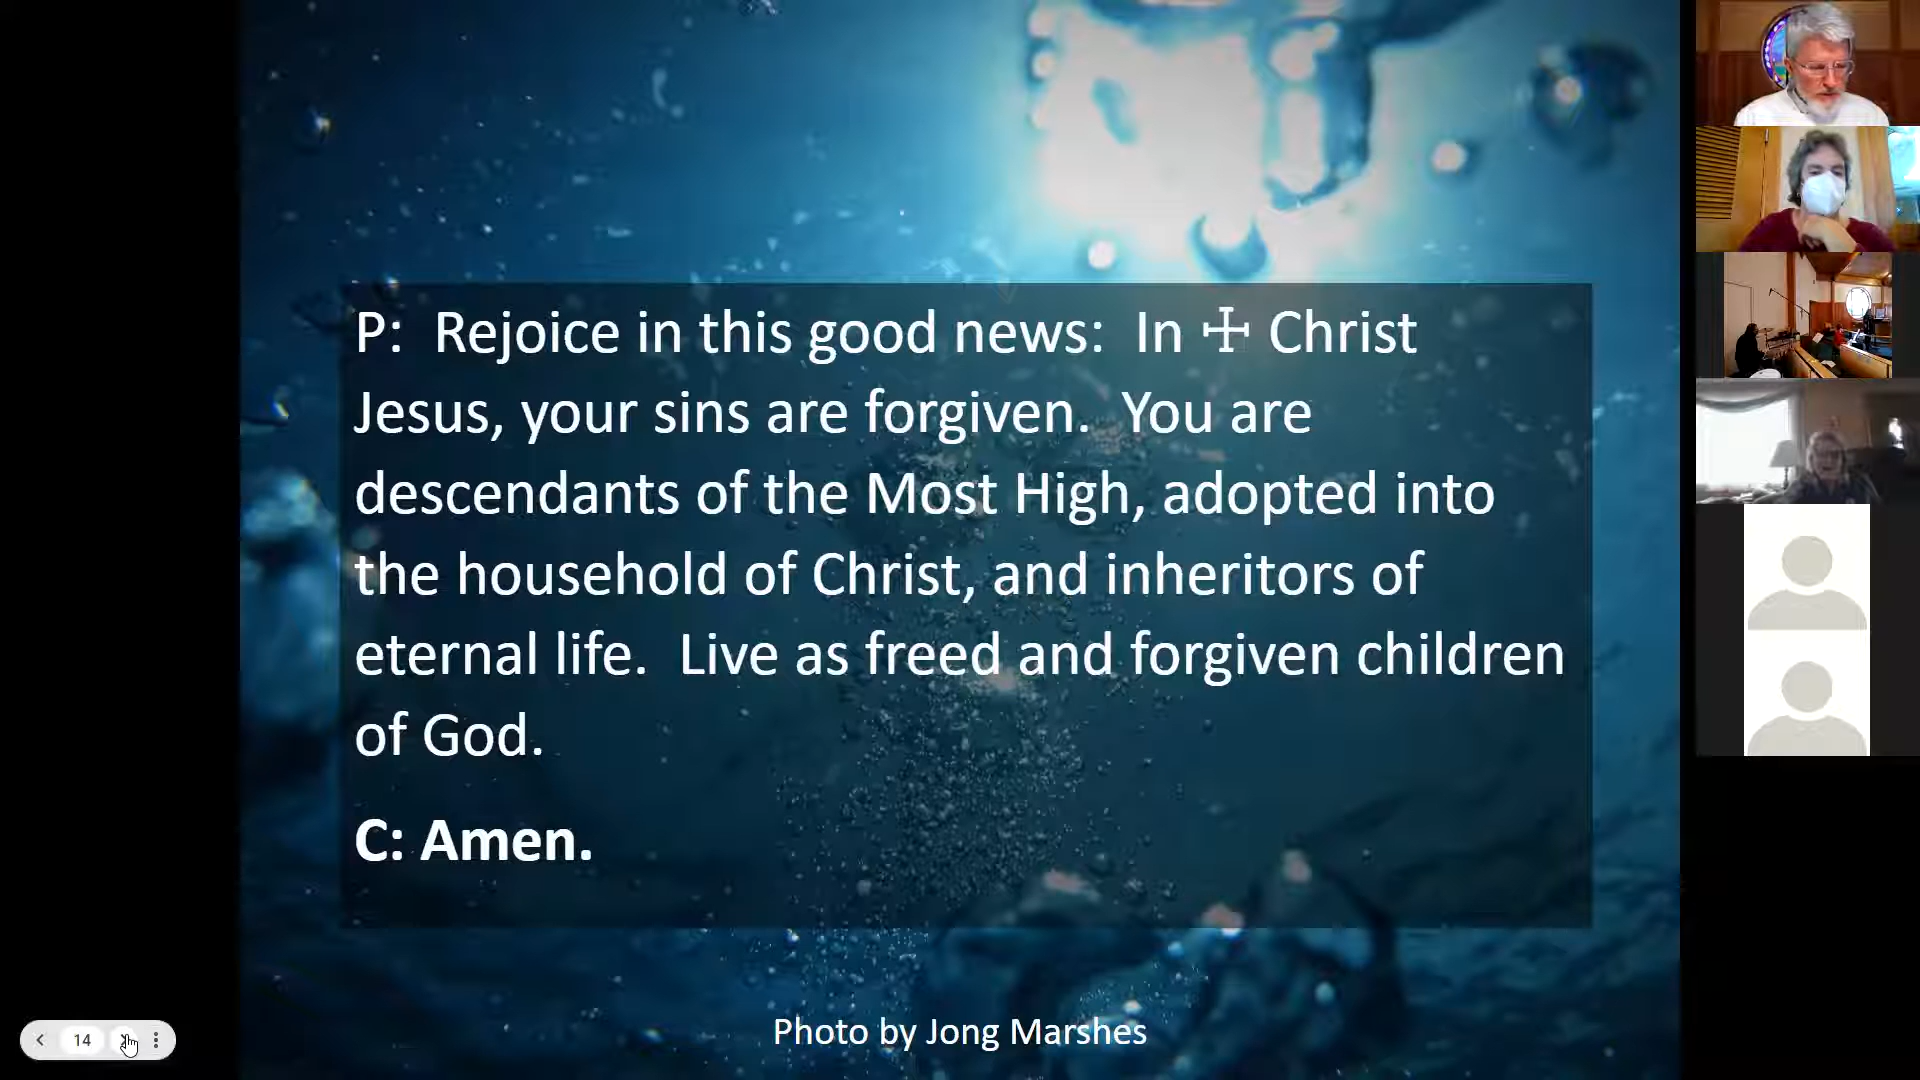 P: Rejoice in this good news: In ☩ Christ
Jesus, your sins are forgiven. You are
descendants of the Most High, adopted into
the household of Christ, and inheritors of
eternal life. Live as freed and forgiven children
of God.
C: Amen.
Photo by Jong Marshes
14